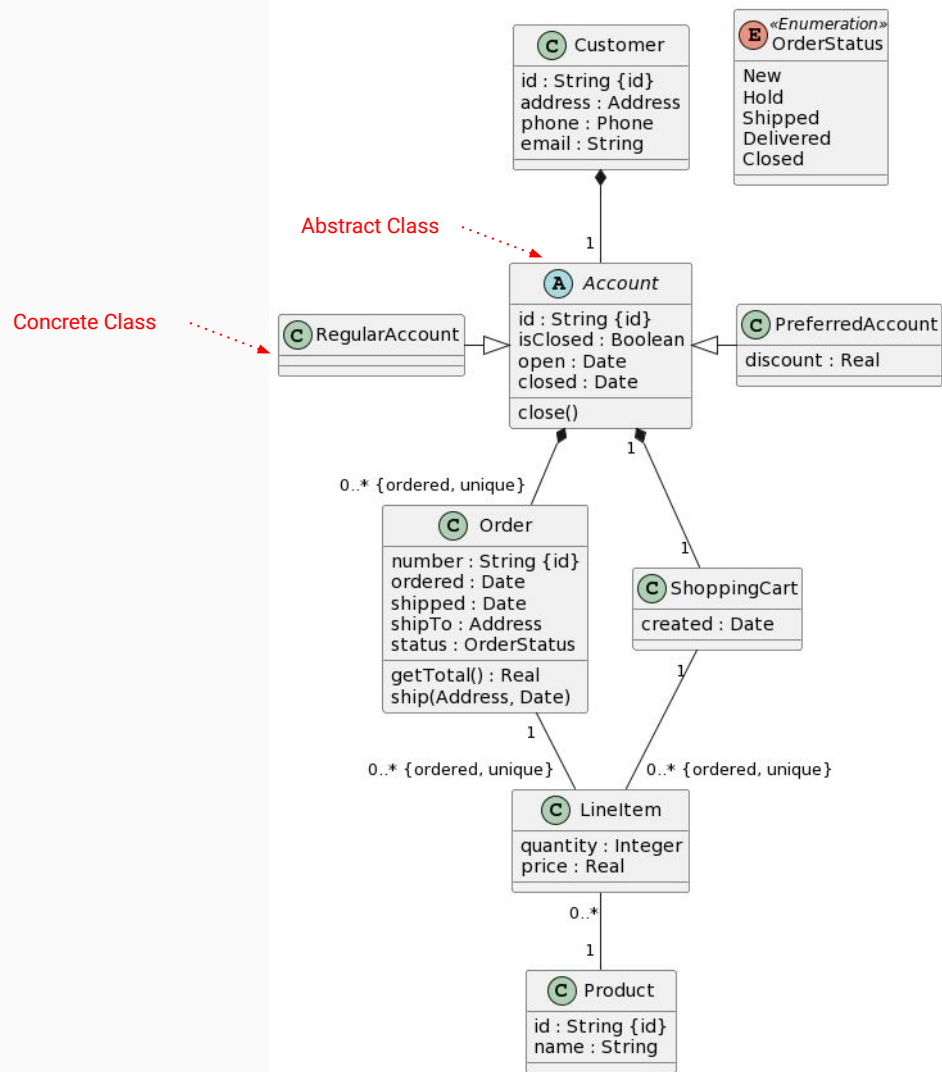 C Customer
id : String {id}
address : Address
phone : Phone
email : String
E «Enumeration»
OrderStatus
New
Hold
Shipped
Delivered
Closed
Abstract Class
1
Concrete Class
A Account
id : String {id}
isClosed : Boolean
open : Date
closed : Date
close()
C RegularAccount
C PreferredAccount
discount : Real
1
0..* {ordered, unique}
1
C Order
number : String {id}
ordered : Date
shipped : Date
shipTo : Address
status : OrderStatus
getTotal() : Real
ship(Address, Date)
C ShoppingCart
created : Date
1
1
0..* {ordered, unique}
0..* {ordered, unique}
C LineItem
quantity : Integer
price : Real
0..*
1
C Product
id : String {id}
name : String